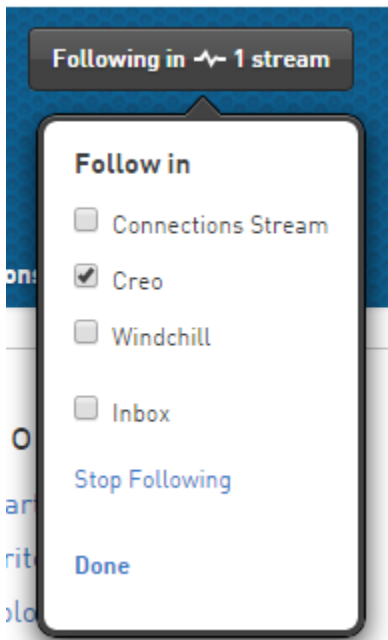 Following in 1 stream
Follow in
Connections Stream
Creo
Windchill
Inbox
Stop Following
Done